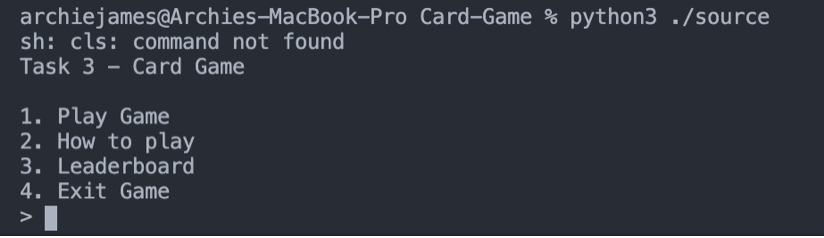 archiejames@Archies-MacBook-Pro Card-Game % python3 ./source
sh: cls: command not found
Task 3 - Card Game
1. Play Game
2. How to play
3. Leaderboard
4. Exit Game
>